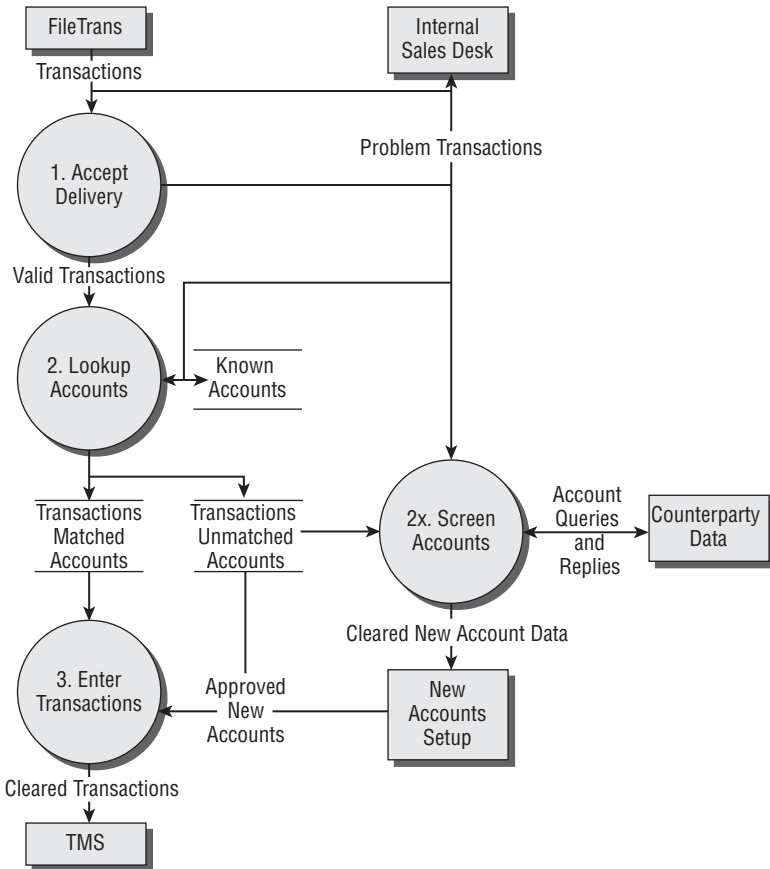 FileTrans
Internal
Sales Desk
Transactions
Problem Transactions
1. Accept
Delivery
Valid Transactions
2. Lookup
Accounts
Known
Accounts
Transactions
Matched
Accounts
Transactions
Unmatched
Accounts
2x. Screen
Accounts
Account
Queries
and
Replies
Counterparty
Data
Cleared New Account Data
3. Enter
Transactions
Approved
New
Accounts
New
Accounts
Setup
Cleared Transactions
TMS